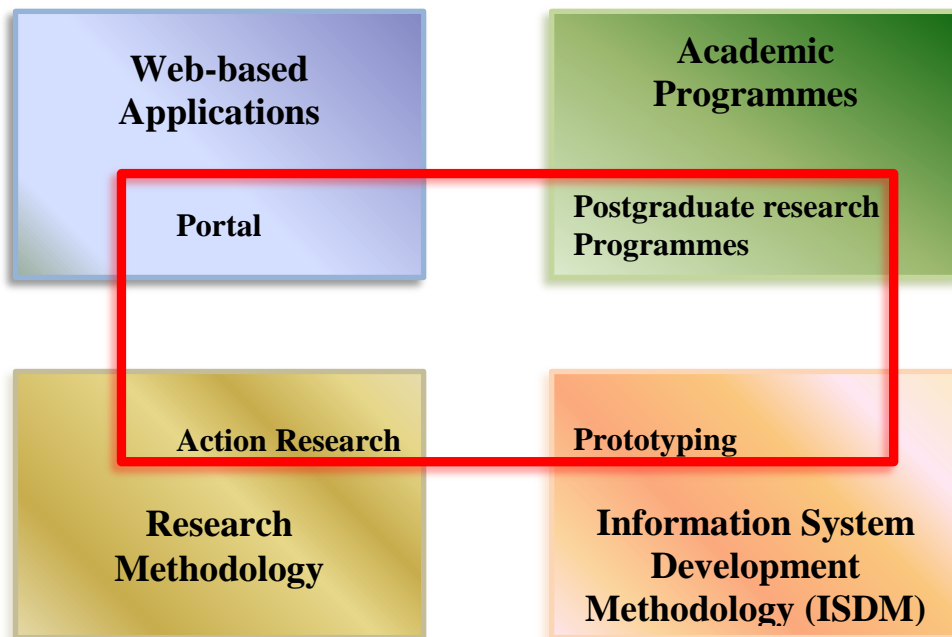 Web-based
Applications
Portal
Academic
Programmes
Postgraduate research
Programmes
Action Research
Research
Methodology
Prototyping
Information System
Development
Methodology (ISDM)